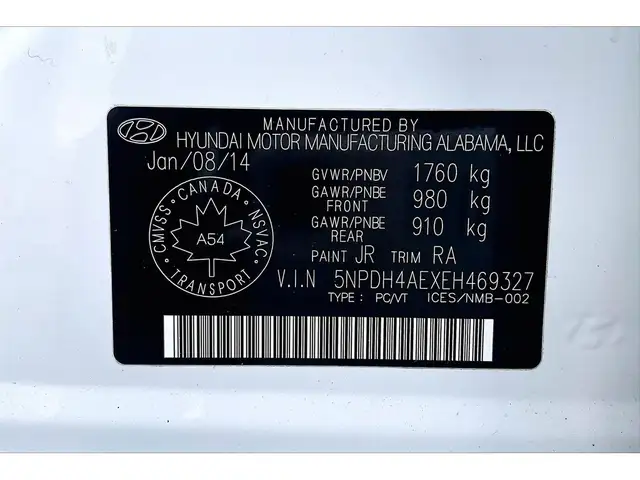 MANUFACTURED BY
HYUNDAI MOTOR MANUFACTURING ALABAMA, LLC
Jan/08/14
GVWR/PNBV 1760 kg
GAWR/PNBE FRONT 980 kg
GAWR/PNBE REAR 910 kg
PAINT JR TRIM RA
CANADA
CMVSS
NSVAC
A54
TRANSPORT
V.I.N 5NPDH4AEXEH469327
TYPE : PC/VT ICES/NMB-002